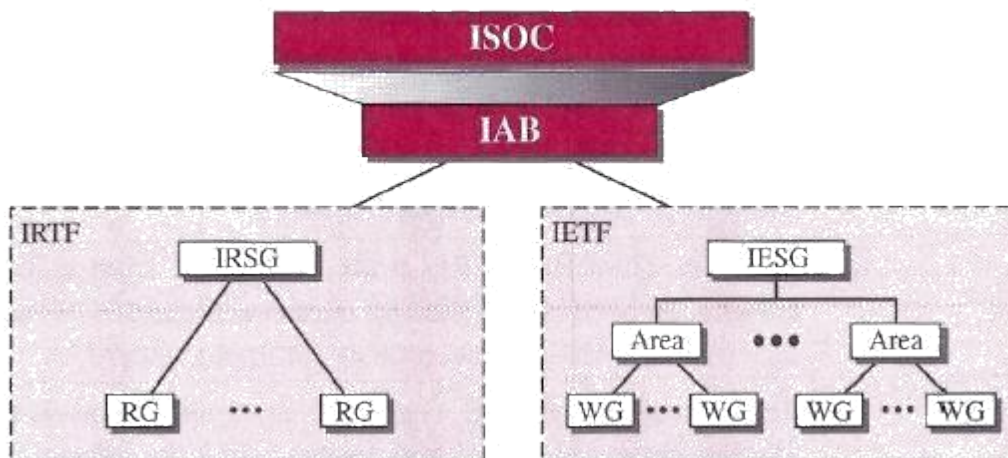 ISOC
IAB
IRTF
IRSG
RG ••• RG
IETF
IESG
Area ••• Area
WG ••• WG WG ••• WG